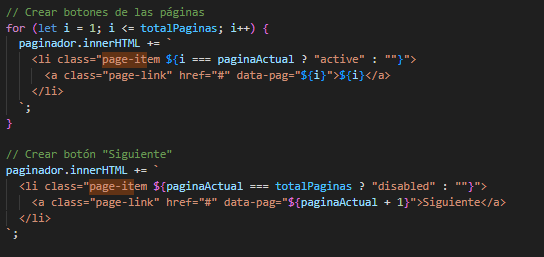 // Crear botones de las páginas
for (let i = 1; i <= totalPaginas; i++) {
  paginador.innerHTML += `
    <li class="page-item ${i === paginaActual ? "active" : ""}">
      <a class="page-link" href="#" data-pag="${i}">${i}</a>
    </li>
  `;
}

// Crear botón "Siguiente"
paginador.innerHTML += `
  <li class="page-item ${paginaActual === totalPaginas ? "disabled" : ""}">
    <a class="page-link" href="#" data-pag="${paginaActual + 1}">Siguiente</a>
  </li>
`;